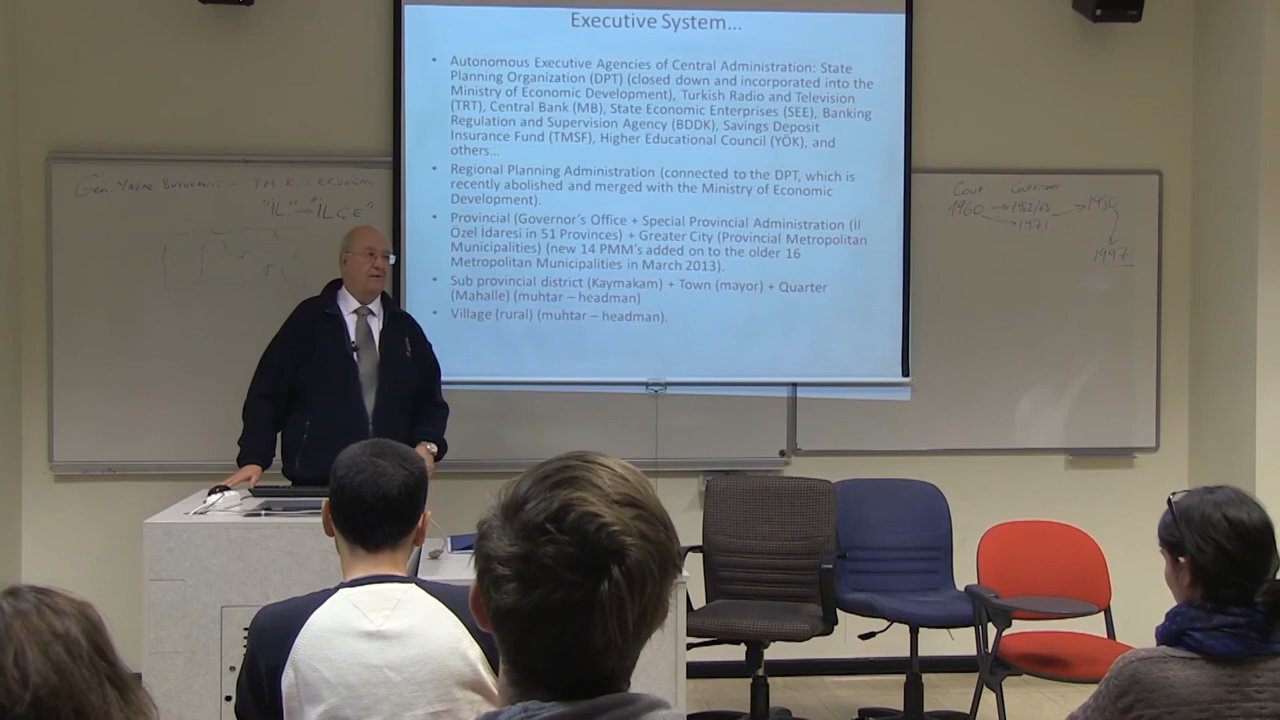 Executive System...
• Autonomous Executive Agencies of Central Administration: State
Planning Organization (DPT) (closed down and incorporated into the
Ministry of Economic Development), Turkish Radio and Television
(TRT), Central Bank (MB), State Economic Enterprises (SEE), Banking
Regulation and Supervision Agency (BDDK), Savings Deposit
Insurance Fund (TMSF), Higher Educational Council (YÖK), and
others...
• Regional Planning Administration (connected to the DPT, which is
recently abolished and merged with the Ministry of Economic
Development).
• Provincial (Governor's Office + Special Provincial Administration (İl
Özel İdaresi in 51 Provinces) + Greater City (Provincial Metropolitan
Municipalities) (new 14 PMM's added on to the older 16
Metropolitan Municipalities in March 2013).
• Sub provincial district (Kaymakam) + Town (mayor) + Quarter
(Mahalle) (muhtar – headman)
• Village (rural) (muhtar – headman).
"İL" → İLÇE"
Coup
1960 → 1962/63 → 1980
1971
1997